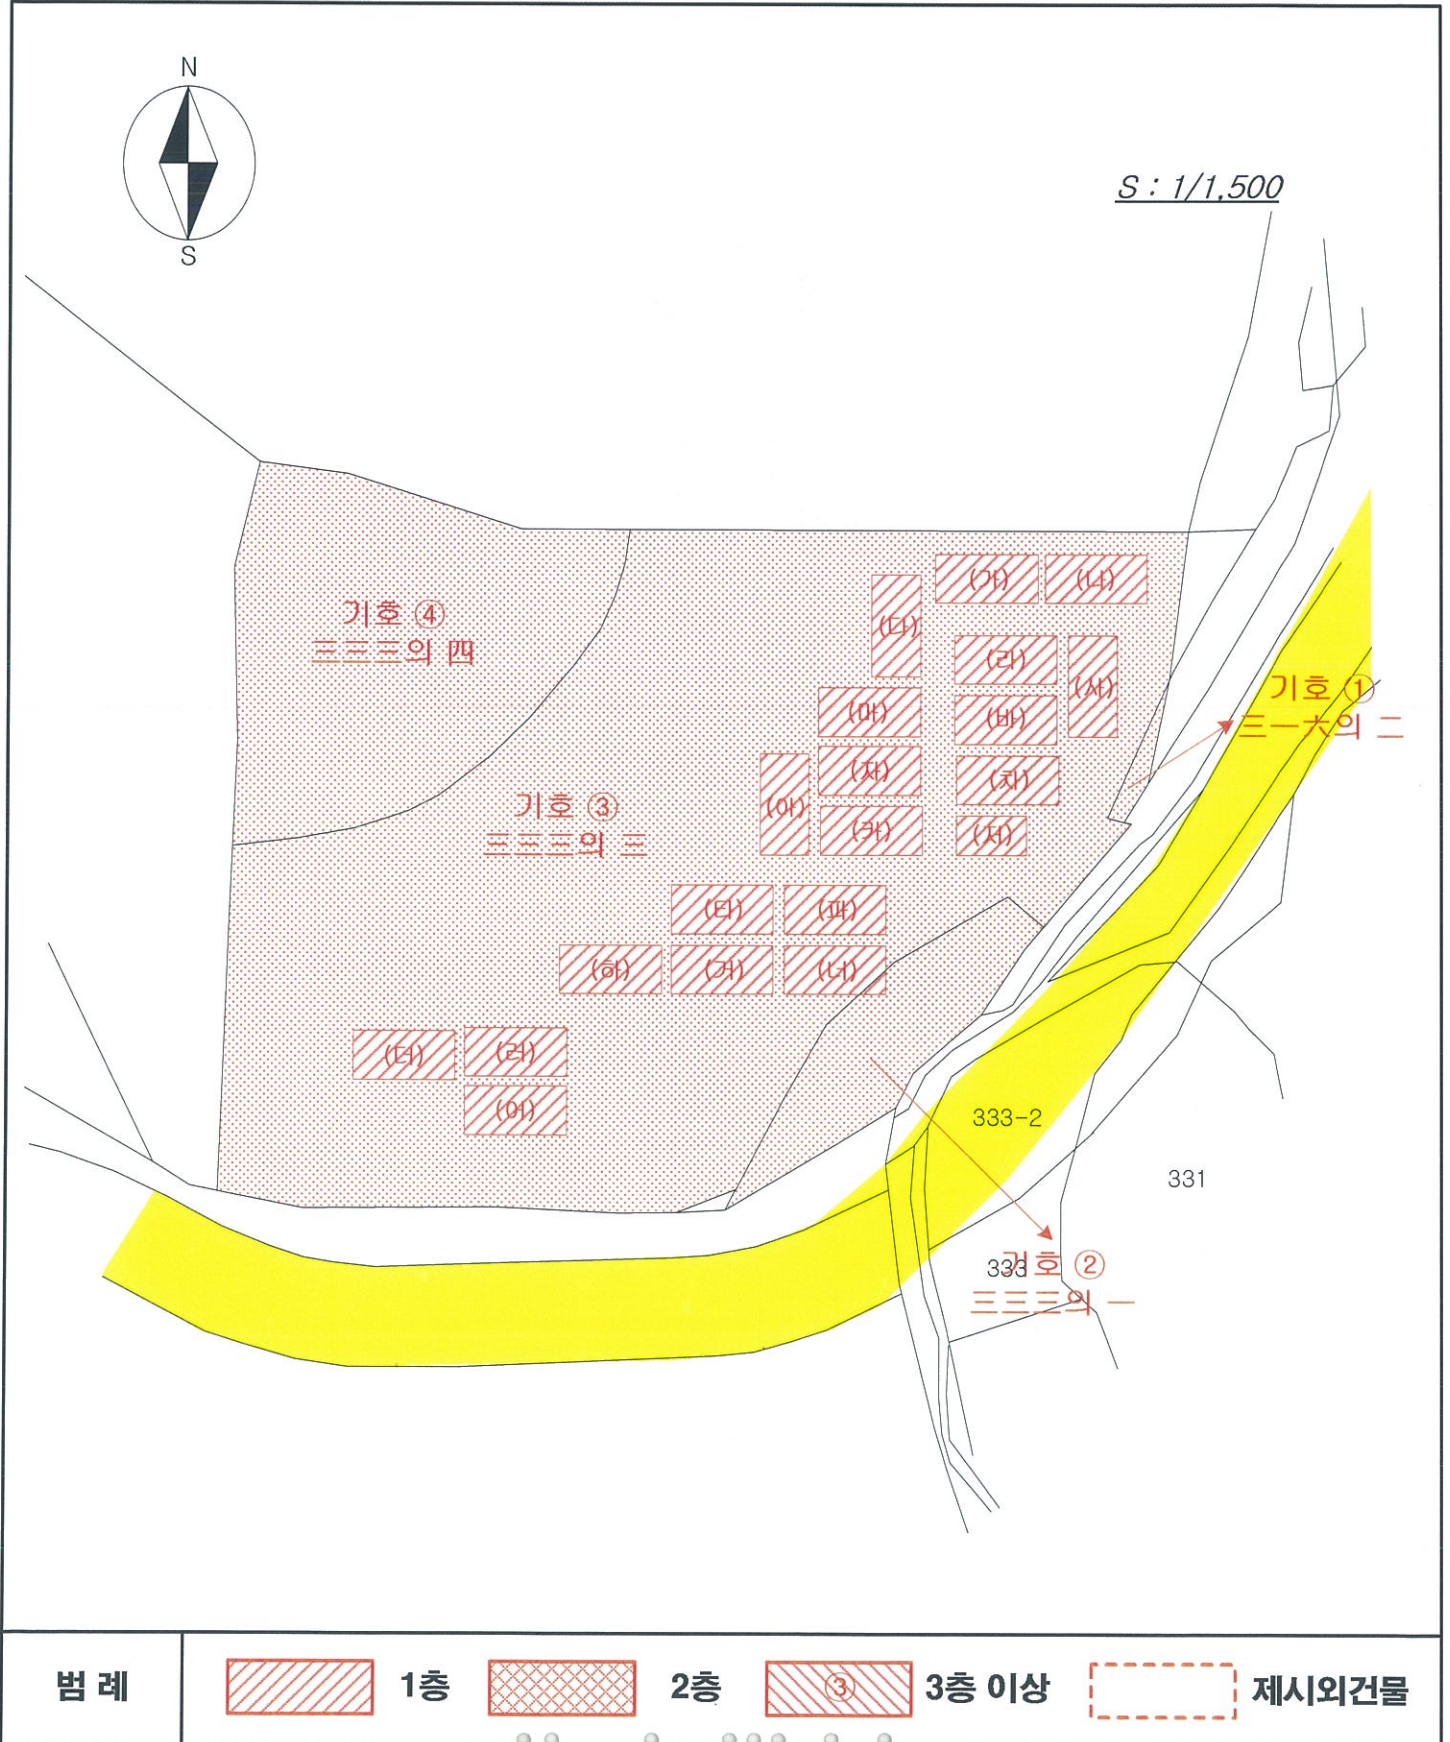 N
S
S : 1/1,500
기호 ④
三三三의 四
(가)
(나)
(다)
(라)
(사)
(마)
(바)
기호 ①
三一六의 二
(자)
(차)
(아)
기호 ③
三三三의 三
(카)
(저)
(타)
(파)
(하)
(거)
(너)
(더)
(러)
(어)
333-2
331
333
기호 ②
三三三의 一
범 례
1층
2층
③
3층 이상
제시외건물